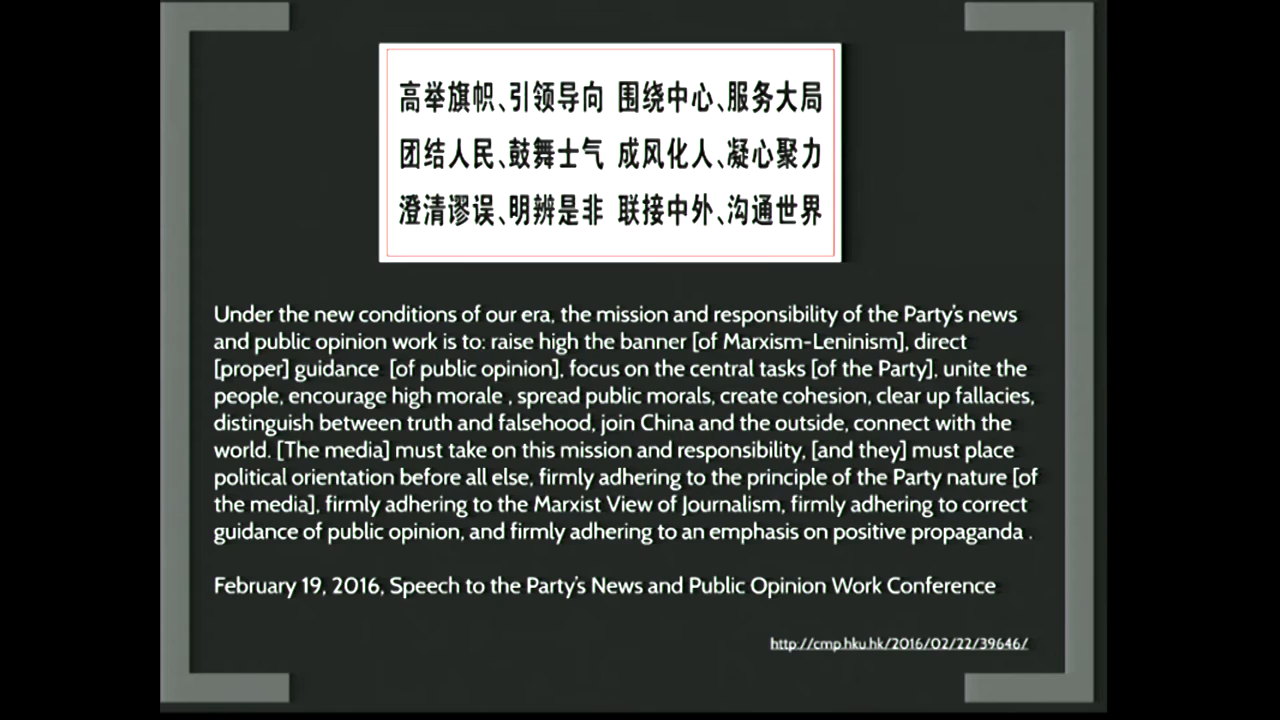 高举旗帜、引领导向 围绕中心、服务大局
团结人民、鼓舞士气 成风化人、凝心聚力
澄清谬误、明辨是非 联接中外、沟通世界
Under the new conditions of our era, the mission and responsibility of the Party's news
and public opinion work is to: raise high the banner [of Marxism-Leninism], direct
[proper] guidance [of public opinion], focus on the central tasks [of the Party], unite the
people, encourage high morale , spread public morals, create cohesion, clear up fallacies,
distinguish between truth and falsehood, join China and the outside, connect with the
world. [The media] must take on this mission and responsibility, [and they] must place
political orientation before all else, firmly adhering to the principle of the Party nature [of
the media], firmly adhering to the Marxist View of Journalism, firmly adhering to correct
guidance of public opinion, and firmly adhering to an emphasis on positive propaganda .
February 19, 2016, Speech to the Party's News and Public Opinion Work Conference
http://cmp.hku.hk/2016/02/22/39646/